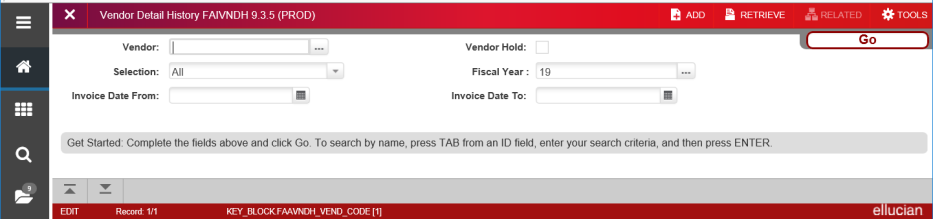 Vendor Detail History FAIVNDH 9.3.5 (PROD) ADD RETRIEVE RELATED TOOLS
Go
Vendor: ... Vendor Hold:
Selection: All Fiscal Year : 19 ...
Invoice Date From: Invoice Date To:
Get Started: Complete the fields above and click Go. To search by name, press TAB from an ID field, enter your search criteria, and then press ENTER.
9
EDIT Record: 1/1 KEY_BLOCK.FAAVNDH_VEND_CODE [1] ellucian